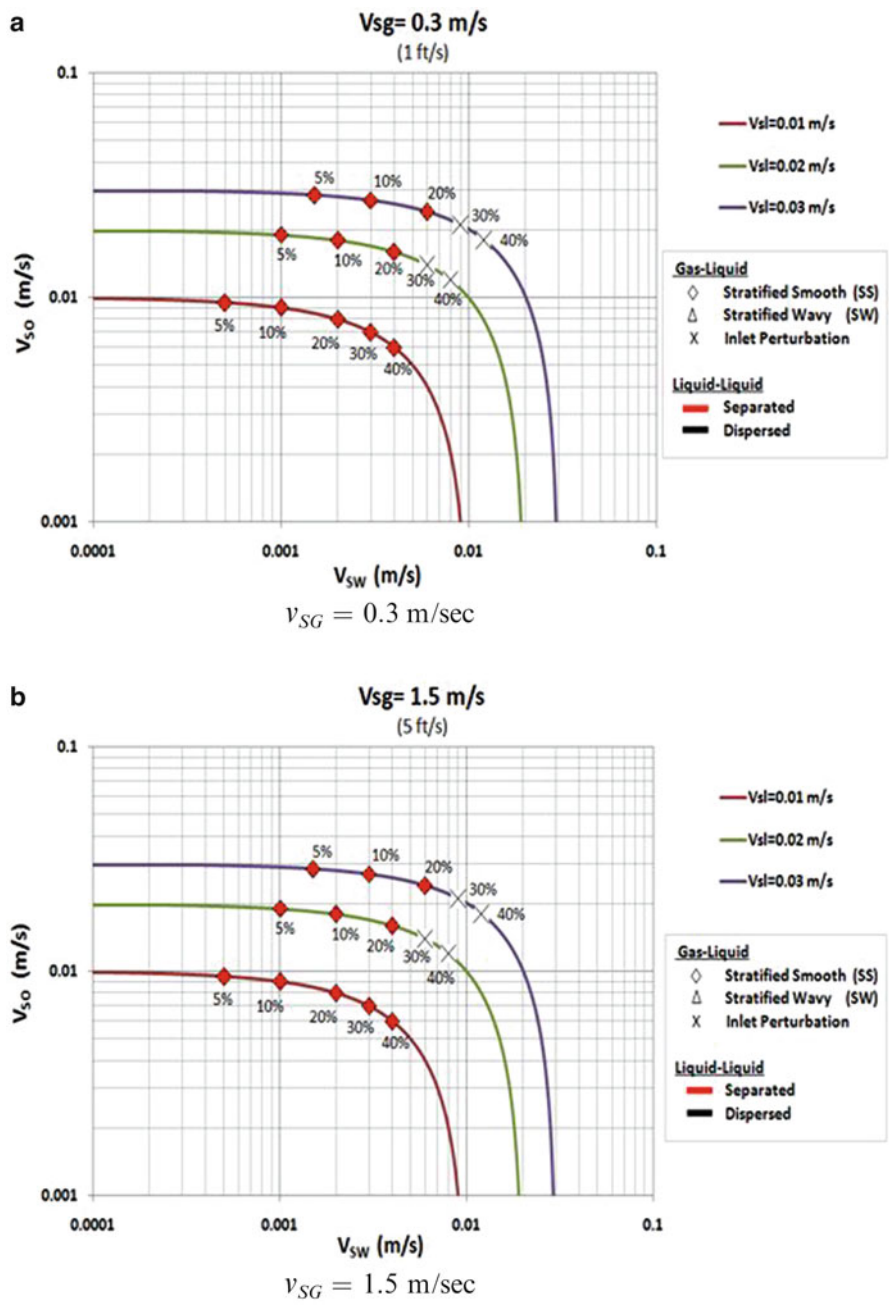 a
Vsg= 0.3 m/s
(1 ft/s)
0.1
0.01
0.001
0.0001
0.001
0.01
0.1
V_SO (m/s)
V_SW (m/s)
5%
10%
20%
30%
40%
5%
10%
20%
30%
40%
5%
10%
20%
30%
40%
Vsl=0.01 m/s
Vsl=0.02 m/s
Vsl=0.03 m/s
Gas-Liquid
Stratified Smooth (SS)
Stratified Wavy (SW)
Inlet Perturbation
Liquid-Liquid
Separated
Dispersed
v_SG = 0.3 m/sec
b
Vsg= 1.5 m/s
(5 ft/s)
0.1
0.01
0.001
0.0001
0.001
0.01
0.1
V_SO (m/s)
V_SW (m/s)
5%
10%
20%
30%
40%
5%
10%
20%
30%
40%
5%
10%
20%
30%
40%
Vsl=0.01 m/s
Vsl=0.02 m/s
Vsl=0.03 m/s
Gas-Liquid
Stratified Smooth (SS)
Stratified Wavy (SW)
Inlet Perturbation
Liquid-Liquid
Separated
Dispersed
v_SG = 1.5 m/sec